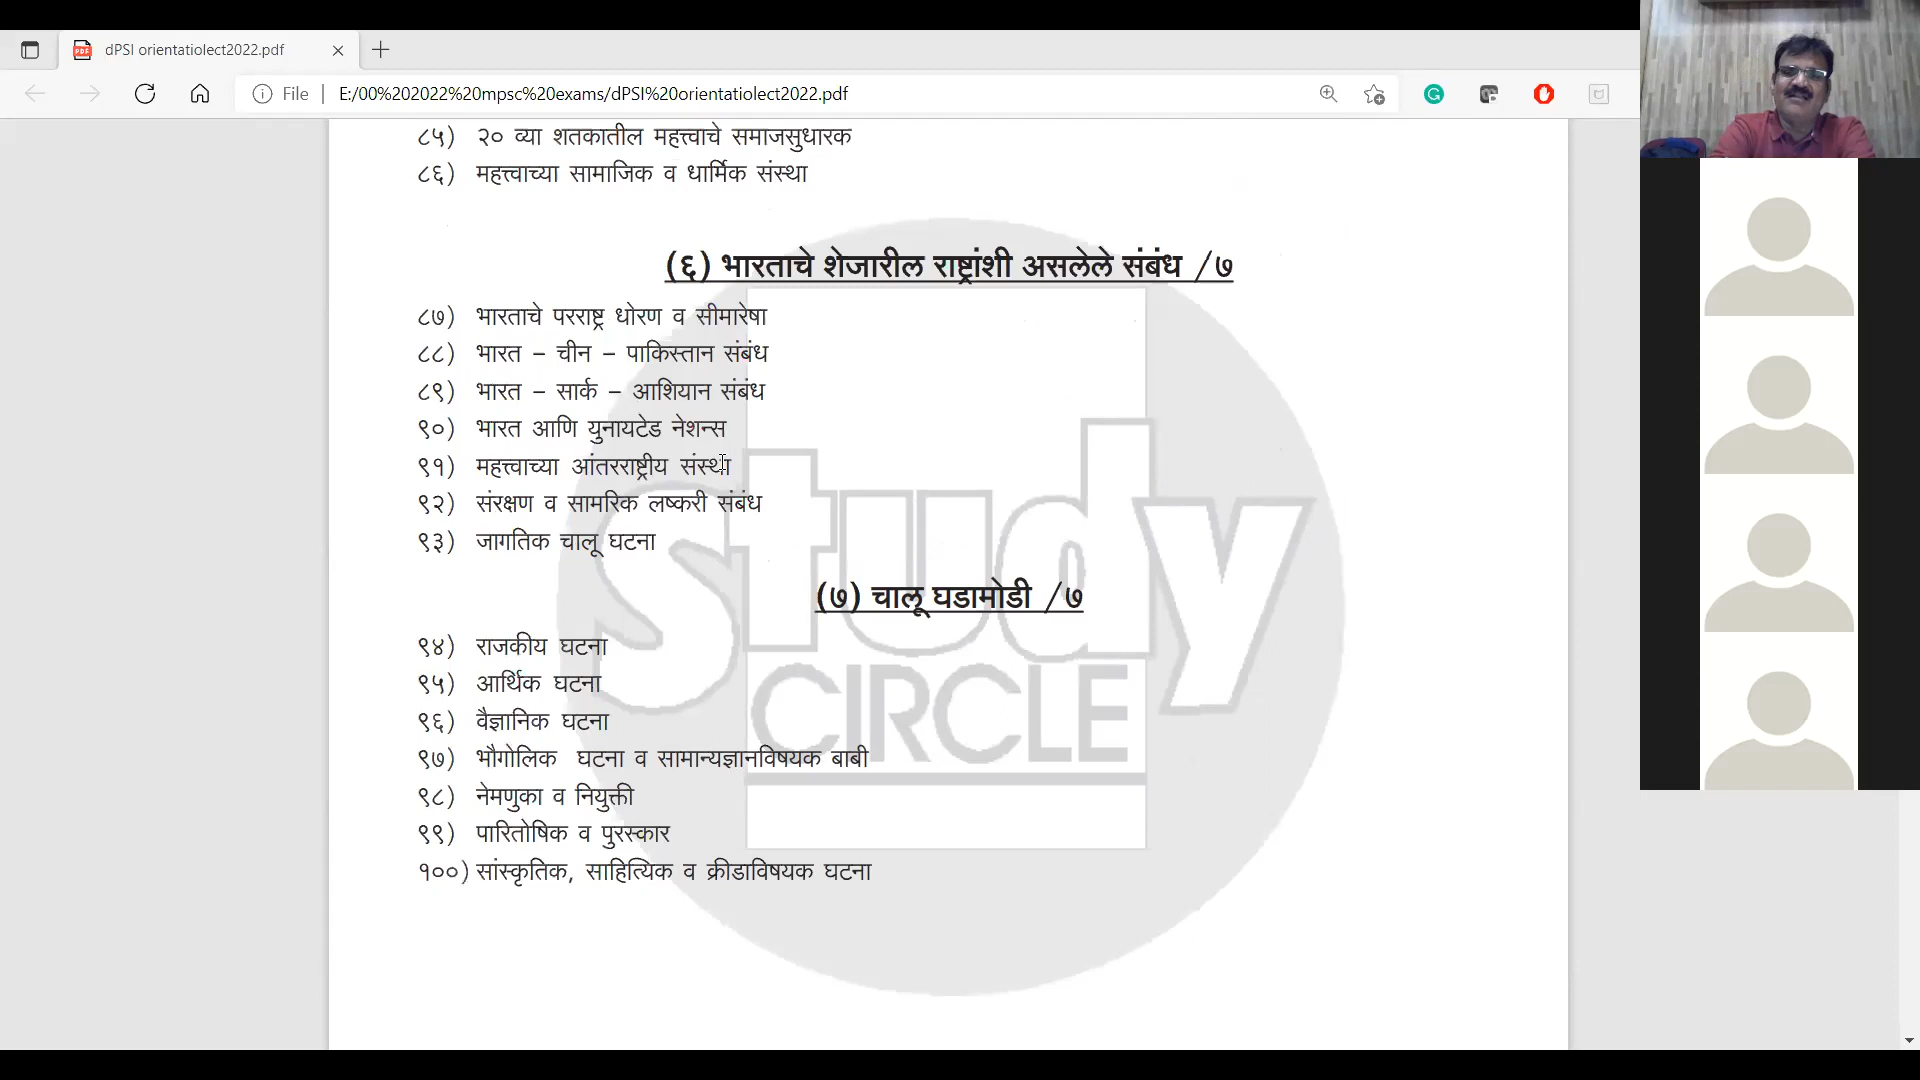 dPSI orientatiolect2022.pdf
File
E:/00%202022%20mpsc%20exams/dPSI%20orientatiolect2022.pdf
८५) २० व्या शतकातील महत्त्वाचे समाजसुधारक
८६) महत्त्वाच्या सामाजिक व धार्मिक संस्था
(६) भारताचे शेजारील राष्ट्रांशी असलेले संबंध /७
८७) भारताचे परराष्ट्र धोरण व सीमारेषा
८८) भारत – चीन – पाकिस्तान संबंध
८९) भारत – सार्क – आशियान संबंध
९०) भारत आणि युनायटेड नेशन्स
९१) महत्त्वाच्या आंतरराष्ट्रीय संस्था
९२) संरक्षण व सामरिक लष्करी संबंध
९३) जागतिक चालू घटना
(७) चालू घडामोडी /७
९४) राजकीय घटना
९५) आर्थिक घटना
९६) वैज्ञानिक घटना
९७) भौगोलिक घटना व सामान्यज्ञानविषयक बाबी
९८) नेमणुका व नियुक्ती
९९) पारितोषिक व पुरस्कार
१००) सांस्कृतिक, साहित्यिक व क्रीडाविषयक घटना
study
CIRCLE